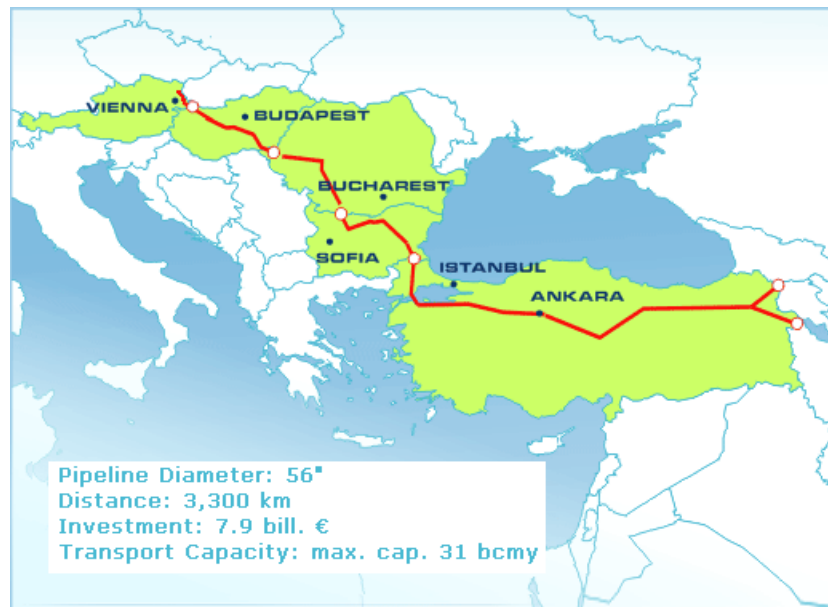 VIENNA
BUDAPEST
BUCHAREST
SOFIA
ISTANBUL
ANKARA
Pipeline Diameter: 56"
Distance: 3,300 km
Investment: 7.9 bill. €
Transport Capacity: max. cap. 31 bcmy